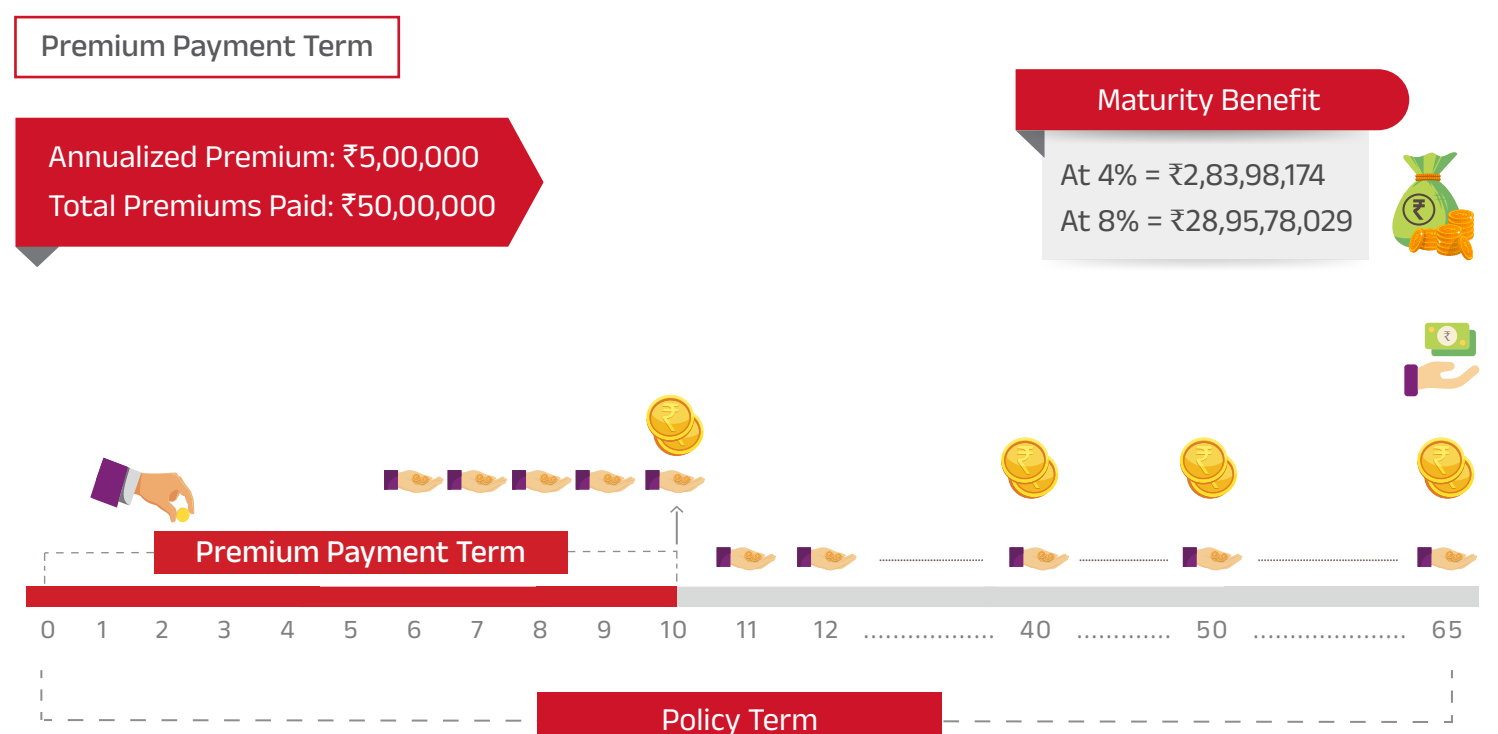 Premium Payment Term
Annualized Premium: ₹5,00,000
Total Premiums Paid: ₹50,00,000
Maturity Benefit
At 4% = ₹2,83,98,174
At 8% = ₹28,95,78,029
₹
₹
₹
₹
₹
₹
Premium Payment Term
0 1 2 3 4 5 6 7 8 9 10 11 12 .................. 40 ............ 50 ..................... 65
Policy Term